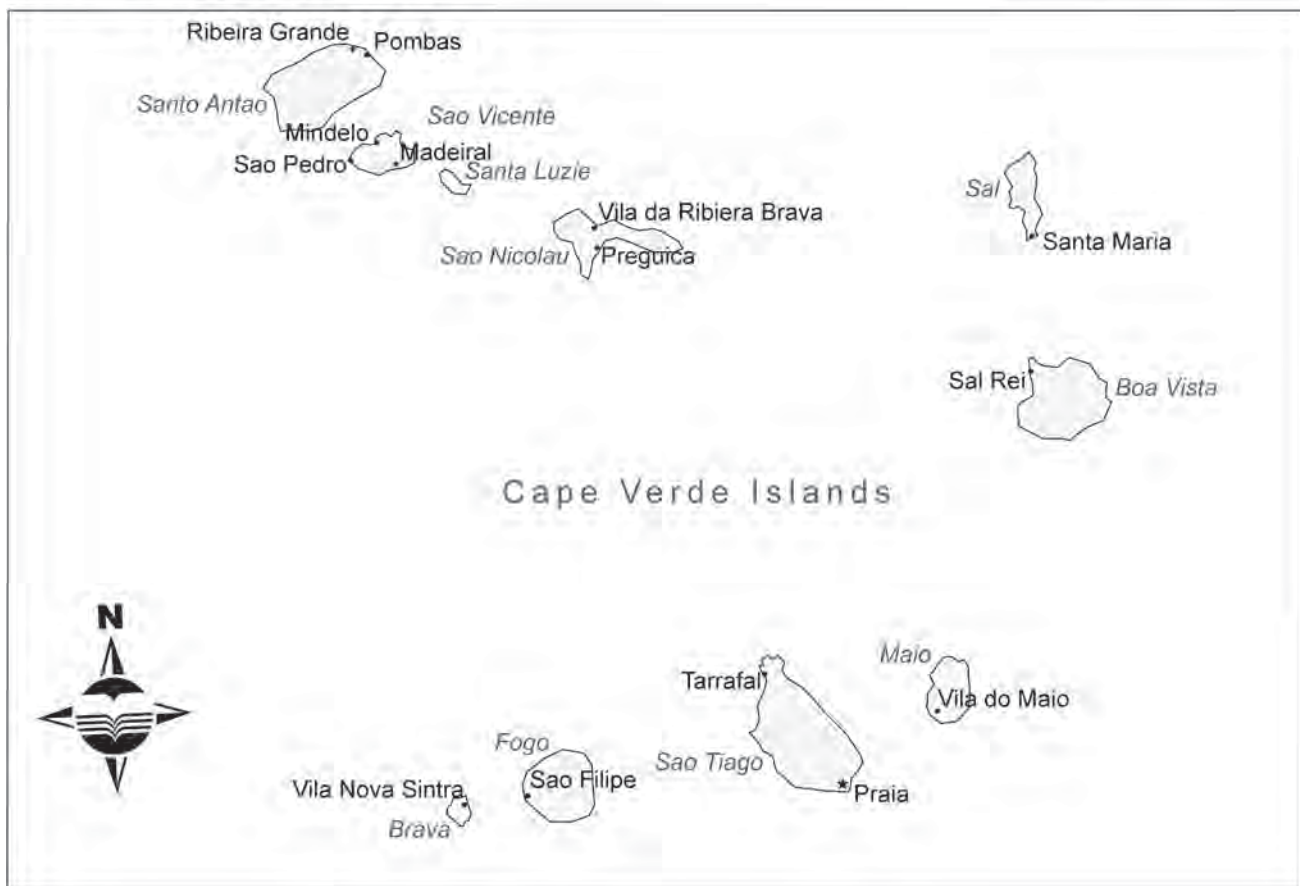 Ribeira Grande
Pombas
Santo Antao
Sao Vicente
Mindelo
Madeiral
Sao Pedro
Santa Luzie
Sal
Vila da Ribiera Brava
Santa Maria
Sao Nicolau
Preguica
Sal Rei
Boa Vista
Cape Verde Islands
N
Maio
Tarrafal
Vila do Maio
Fogo
Sao Tiago
Sao Filipe
Vila Nova Sintra
Praia
Brava